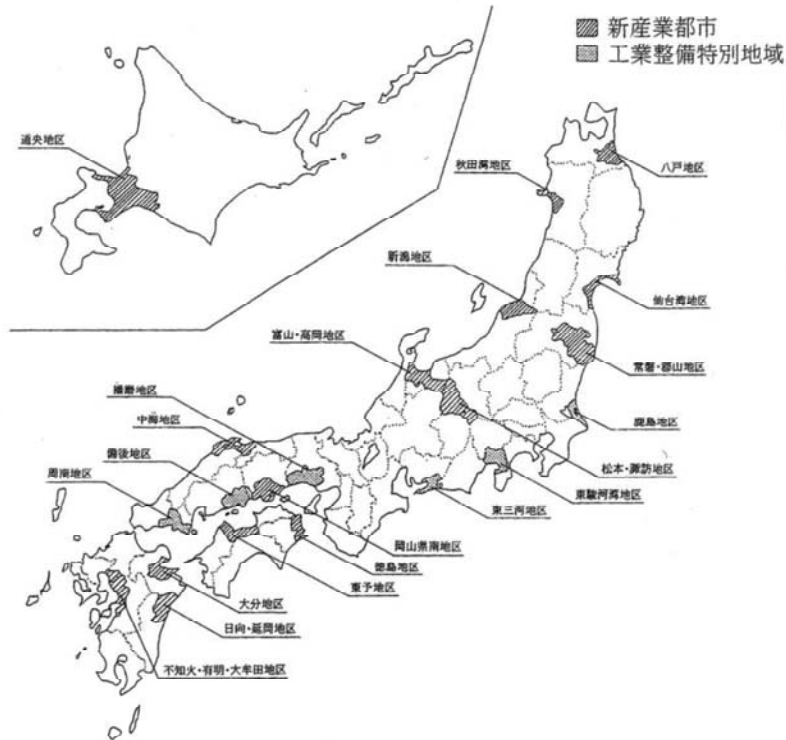 新産業都市
工業整備特別地域
道央地区
八戸地区
秋田湾地区
新潟地区
仙台湾地区
富山・高岡地区
常磐・郡山地区
播磨地区
鹿島地区
中海地区
備後地区
松本・諏訪地区
周南地区
東駿河湾地区
東三河地区
岡山県南地区
徳島地区
東予地区
大分地区
日向・延岡地区
不知火・有明・大牟田地区